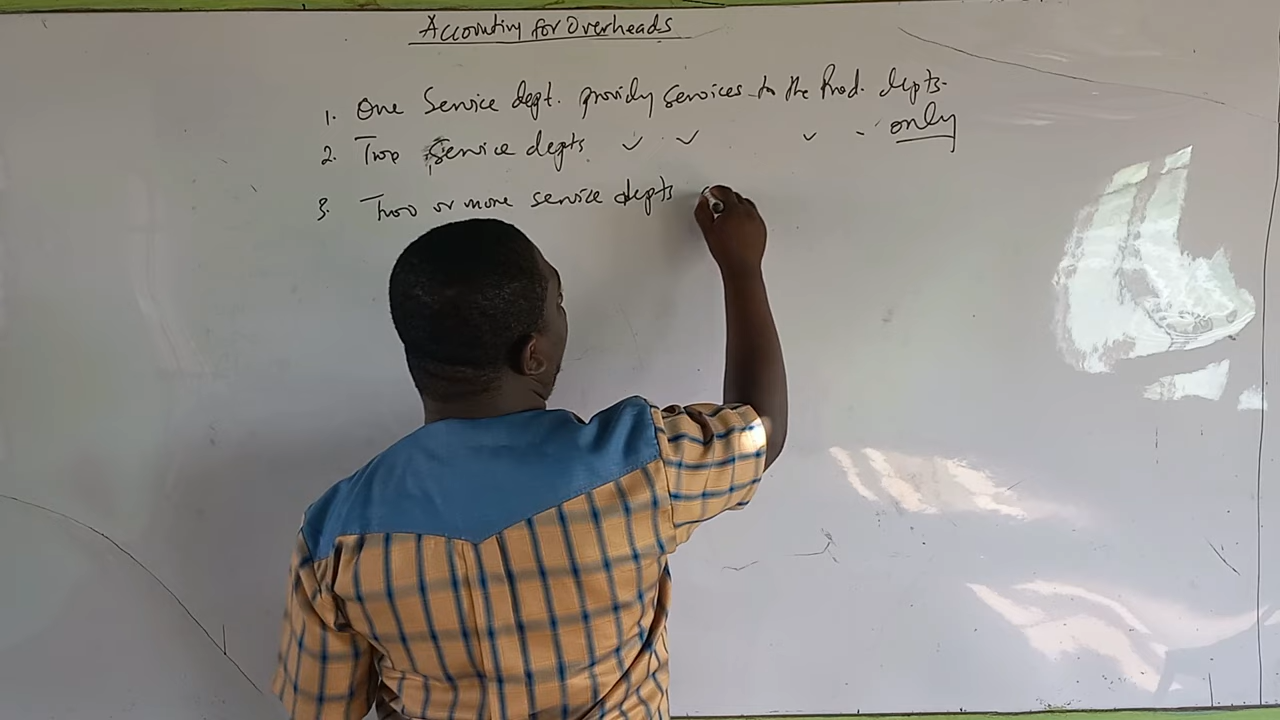 Accounting for Overheads
1. One Service dept. providg services to the Prod. depts.
2. Two Service depts ✓ ✓ ✓ " only
3. Two or more service depts